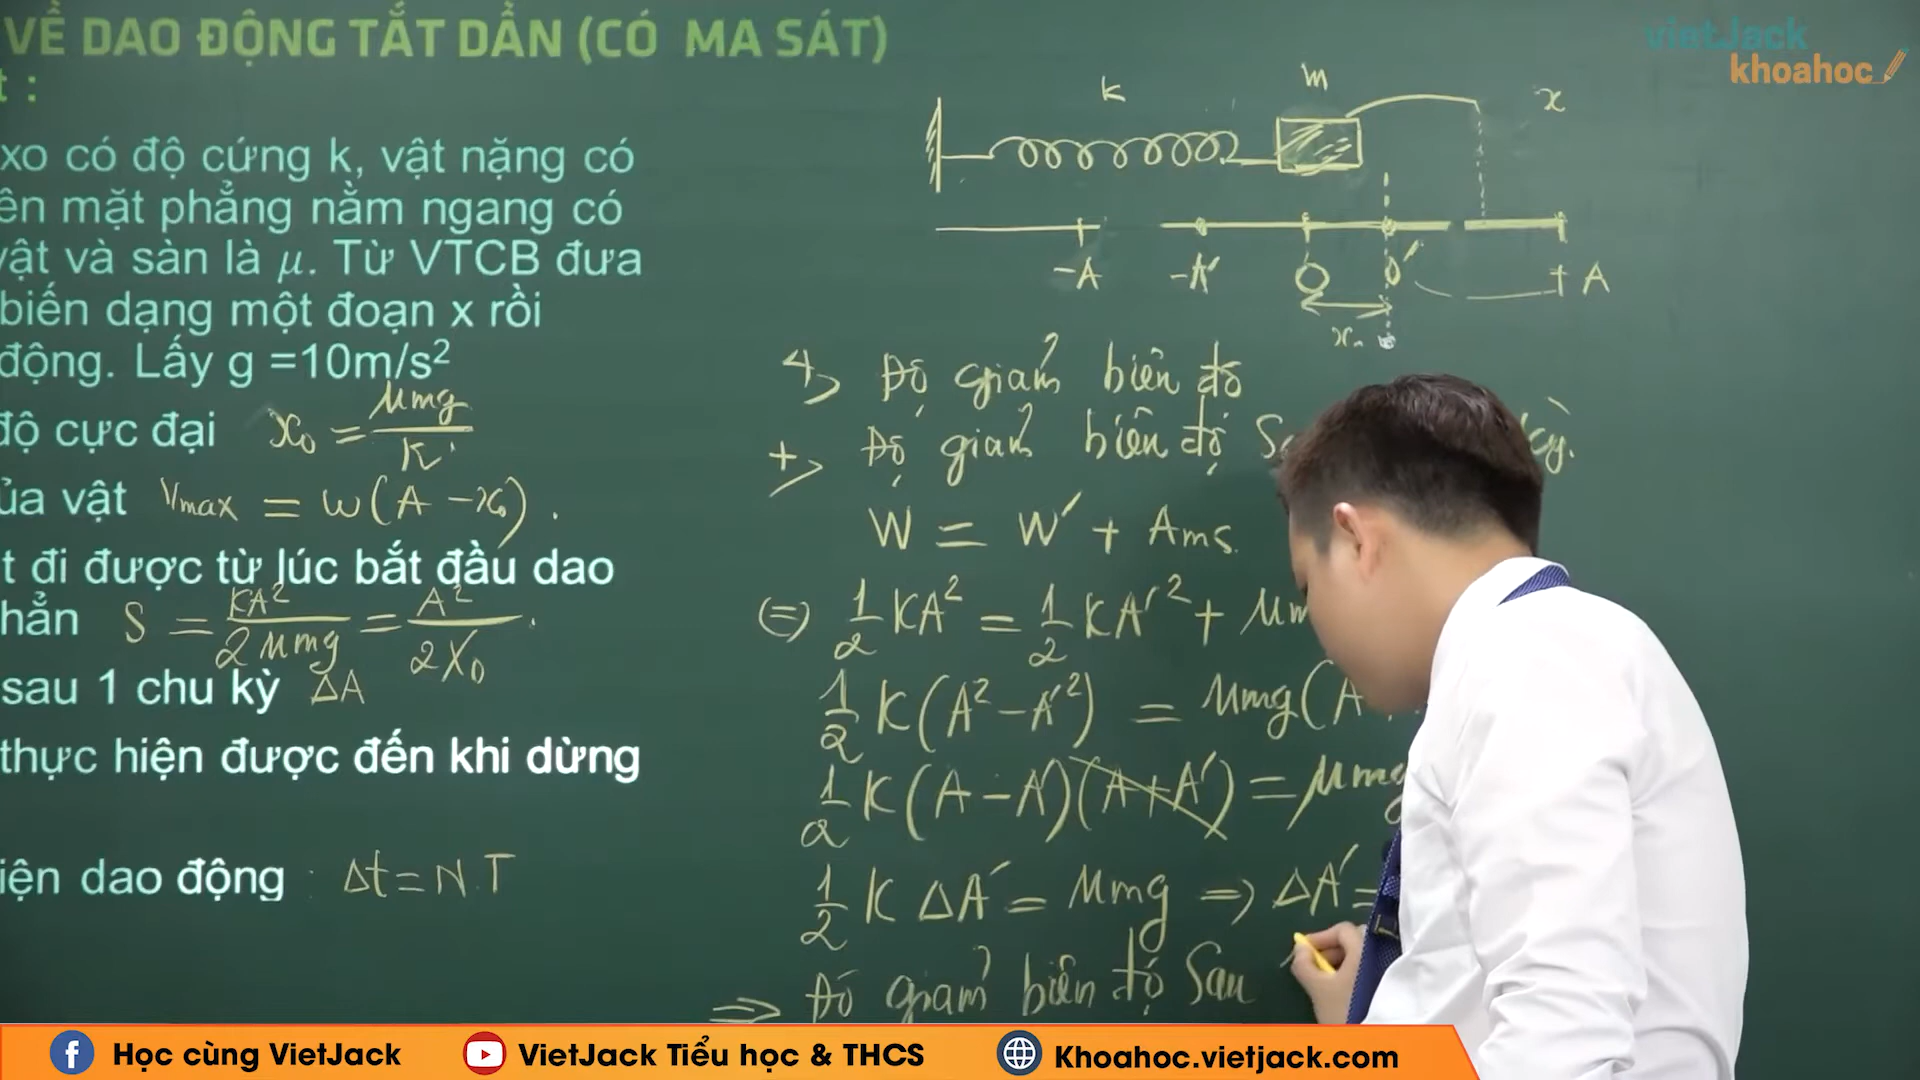 VỀ DAO ĐỘNG TẮT DẦN (CÓ MA SÁT)
t :
xo có độ cứng k, vật nặng có
ên mặt phẳng nằm ngang có
vật và sàn là μ. Từ VTCB đưa
biến dạng một đoạn x rồi
động. Lấy g =10m/s²
độ cực đại x₀ = μmg/K
ủa vật Vmax = ω(A - x₀).
t đi được từ lúc bắt đầu dao
hẳn S = KA²/2μmg = A²/2X₀.
sau 1 chu kỳ ΔA
thực hiện được đến khi dừng
iện dao động : Δt = N.T
vietJack
khoahoc
k m x
-A -A' O O' +A
x₀
4> Độ giảm biên độ
+> Độ giảm biên độ
W = W' + Ams.
(=) 1/2 KA² = 1/2 KA'² + μm
1/2 K(A² - A'²) = μmg(A
1/2 K(A - A')(A+A') = μmg
1/2 K ΔA' = μmg => ΔA' =
=> Độ giảm biên độ Sau
Học cùng VietJack
VietJack Tiểu học & THCS
Khoahoc.vietjack.com